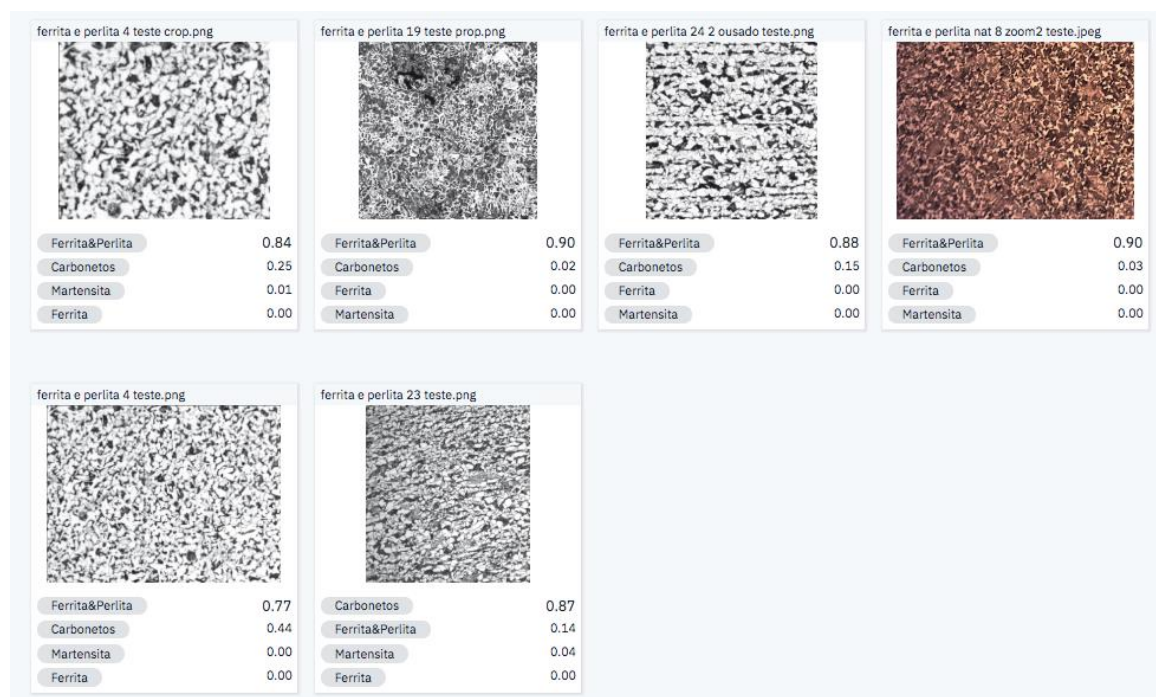 ferrita e perlita 4 teste crop.png
Ferrita&Perlita 0.84
Carbonetos 0.25
Martensita 0.01
Ferrita 0.00
ferrita e perlita 19 teste prop.png
Ferrita&Perlita 0.90
Carbonetos 0.02
Ferrita 0.00
Martensita 0.00
ferrita e perlita 24 2 ousado teste.png
Ferrita&Perlita 0.88
Carbonetos 0.15
Ferrita 0.00
Martensita 0.00
ferrita e perlita nat 8 zoom2 teste.jpeg
Ferrita&Perlita 0.90
Carbonetos 0.03
Ferrita 0.00
Martensita 0.00
ferrita e perlita 4 teste.png
Ferrita&Perlita 0.77
Carbonetos 0.44
Martensita 0.00
Ferrita 0.00
ferrita e perlita 23 teste.png
Carbonetos 0.87
Ferrita&Perlita 0.14
Martensita 0.04
Ferrita 0.00